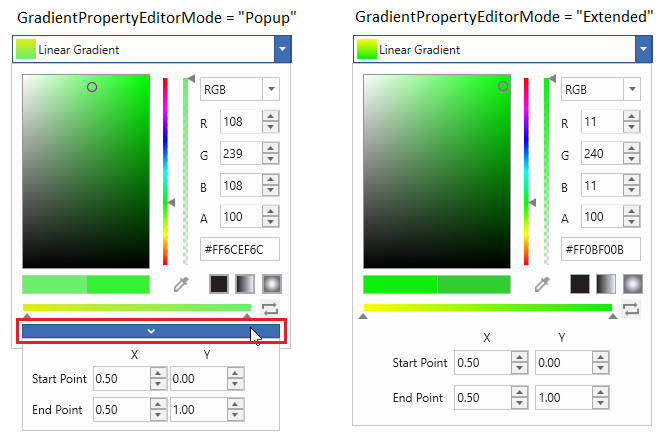 GradientPropertyEditorMode = "Popup"
Linear Gradient
RGB
R 108
G 239
B 108
A 100
#FF6CEF6C
X Y
Start Point 0.50 0.00
End Point 0.50 1.00
GradientPropertyEditorMode = "Extended"
Linear Gradient
RGB
R 11
G 240
B 11
A 100
#FF0BF00B
X Y
Start Point 0.50 0.00
End Point 0.50 1.00